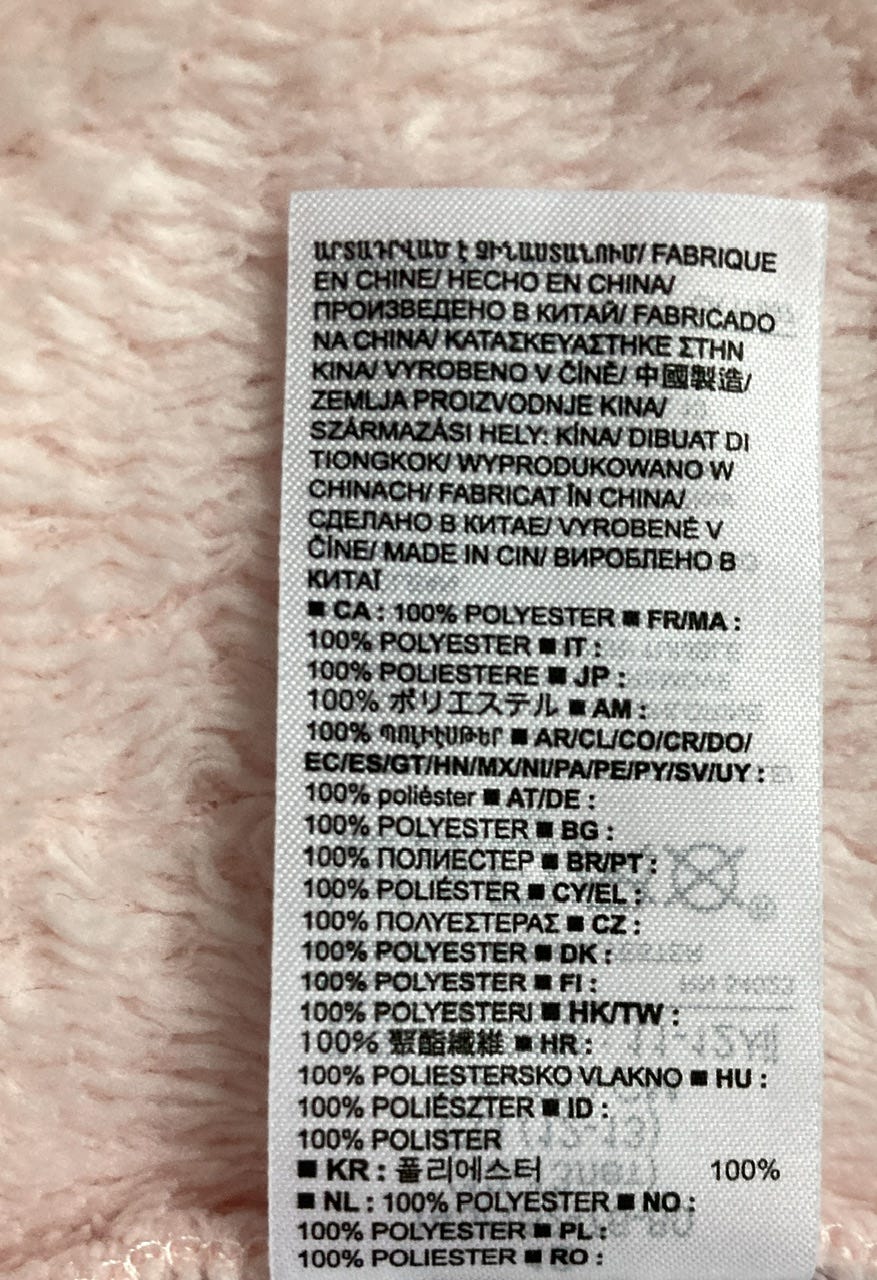 ԱՐՏԱԴՐՎԱԾ Է ՉԻՆԱՍՏԱՆՈՒՄ/ FABRIQUE
EN CHINE/ HECHO EN CHINA/
ПРОИЗВЕДЕНО В КИТАЙ/ FABRICADO
NA CHINA/ ΚΑΤΑΣΚΕΥΑΣΤΗΚΕ ΣΤΗΝ
ΚΙΝΑ/ VYROBENO V ČÍNĚ/ 中國製造/
ZEMLJA PROIZVODNJE KINA/
SZÁRMAZÁSI HELY: KÍNA/ DIBUAT DI
TIONGKOK/ WYPRODUKOWANO W
CHINACH/ FABRICAT ÎN CHINA/
СДЕЛАНО В КИТАЕ/ VYROBENÉ V
ČÍNE/ MADE IN CIN/ ВИРОБЛЕНО В
КИТАЇ
■ CA : 100% POLYESTER ■ FR/MA :
100% POLYESTER ■ IT :
100% POLIESTERE ■ JP :
100% ポリエステル ■ AM :
100% ՊՈԼԻԷՍԹԵՐ ■ AR/CL/CO/CR/DO/
EC/ES/GT/HN/MX/NI/PA/PE/PY/SV/UY :
100% poliéster ■ AT/DE :
100% POLYESTER ■ BG :
100% ПОЛИЕСТЕР ■ BR/PT :
100% POLIÉSTER ■ CY/EL :
100% ΠΟΛΥΕΣΤΕΡΑΣ ■ CZ :
100% POLYESTER ■ DK :
100% POLYESTER ■ FI :
100% POLYESTERI ■ HK/TW :
100% 聚酯纖維 ■ HR :
100% POLIESTERSKO VLAKNO ■ HU :
100% POLIÉSZTER ■ ID :
100% POLISTER
■ KR : 폴리에스터 100%
■ NL : 100% POLYESTER ■ NO :
100% POLYESTER ■ PL :
100% POLIESTER ■ RO :